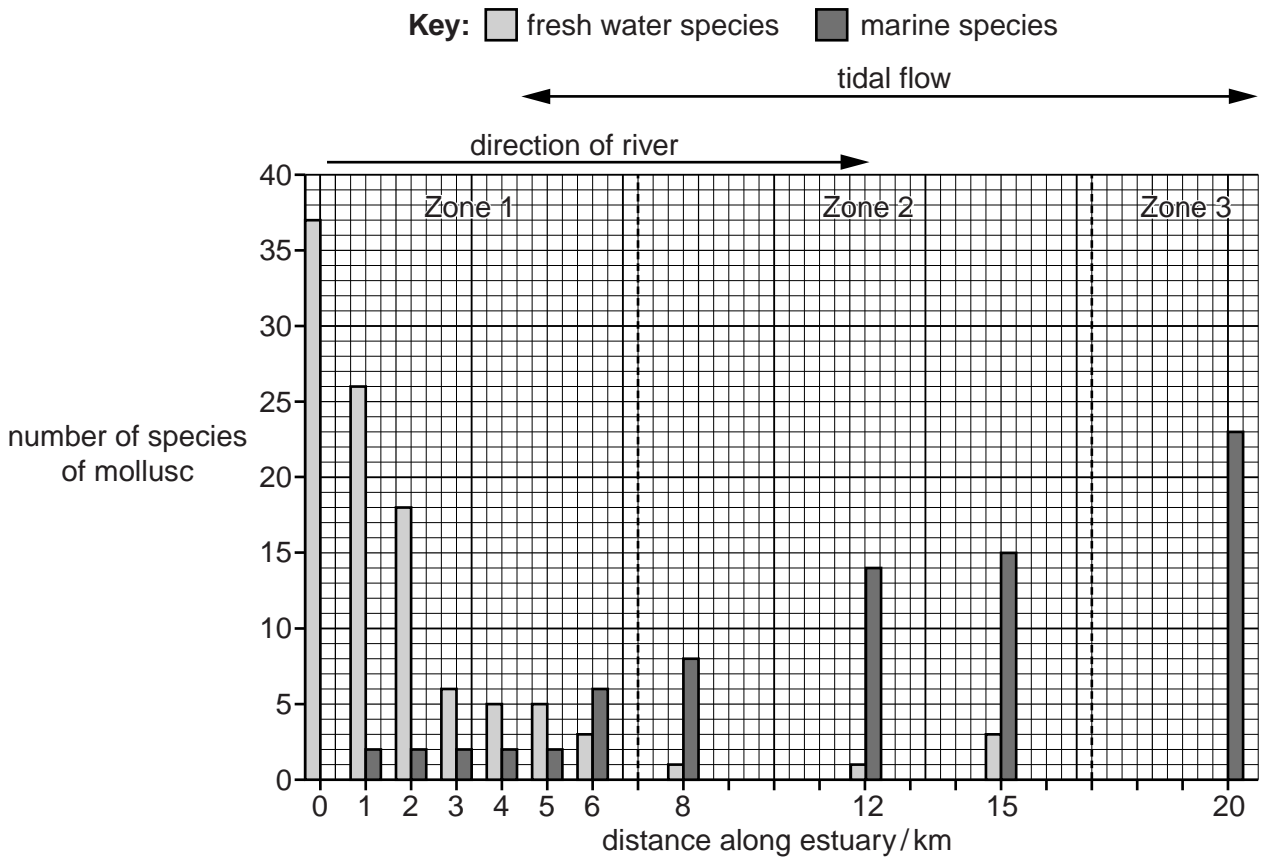 Key: fresh water species marine species
tidal flow
direction of river
Zone 1 Zone 2 Zone 3
40
35
30
25
20
15
10
5
0
number of species
of mollusc
0 1 2 3 4 5 6 8 12 15 20
distance along estuary / km